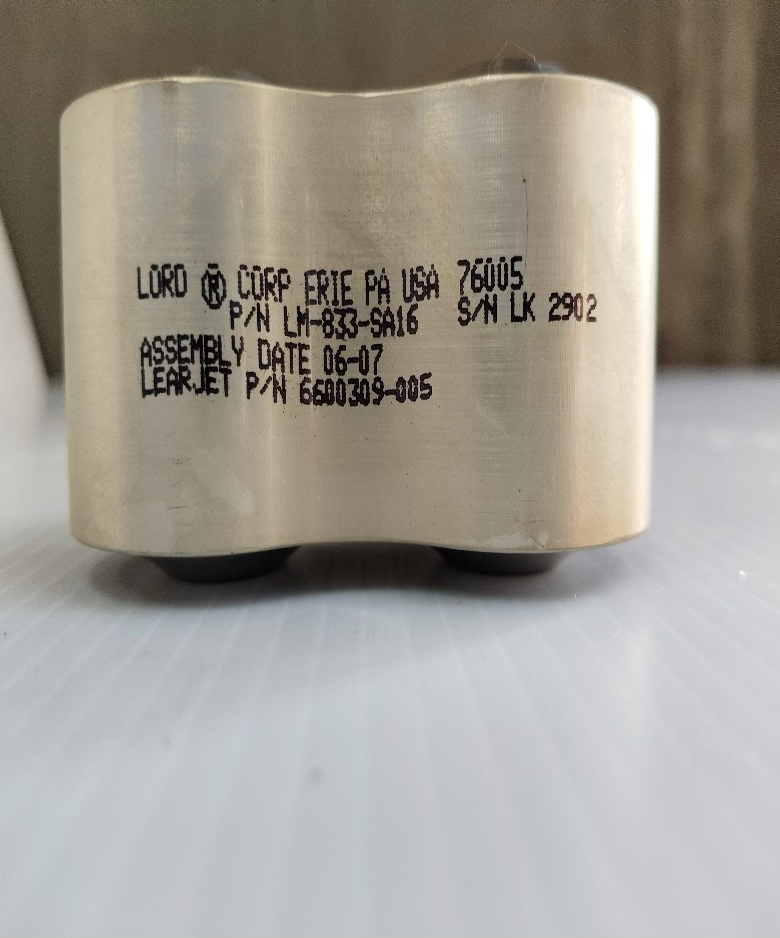 LORD ® CORP ERIE PA USA 76005
P/N LM-833-SA16 S/N LK 2902
ASSEMBLY DATE 06-07
LEARJET P/N 6600309-005